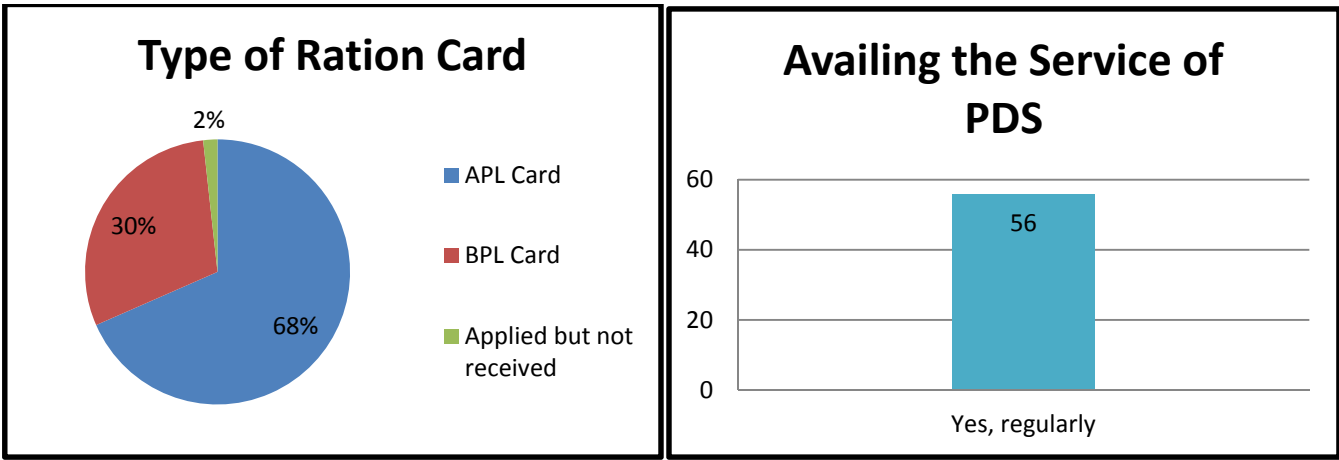 Type of Ration Card
2%
30%
68%
APL Card
BPL Card
Applied but not
received
Availing the Service of
PDS
60
40
20
0
56
Yes, regularly